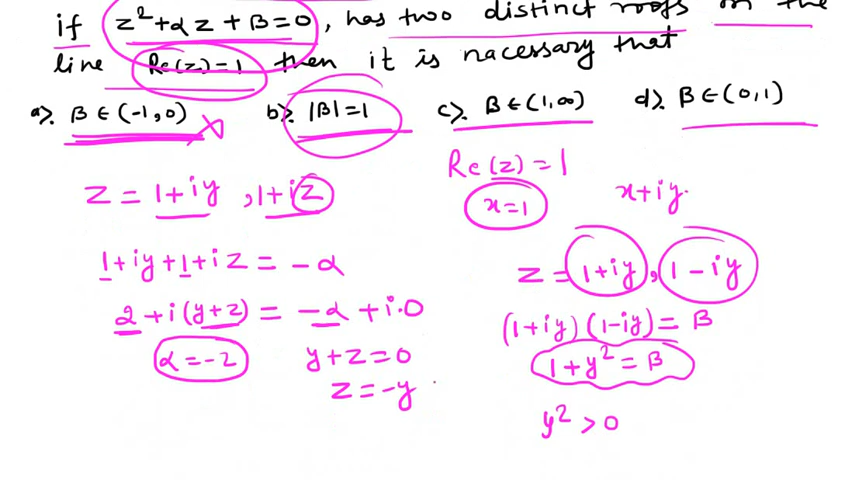 if z²+αz+β=0, has two distinct roots on the
line Re(z)=1 then it is nacessary that
a>. β∈(-1,0) b>. |β|=1 c>. β∈(1,∞) d>. β∈(0,1)
Re(z)=1
x=1 x+iy.
z = 1+iy, 1+iz
1+iy+1+iz = -α
2+i(y+z) = -α+i·0
α=-2 y+z=0
z=-y
z = 1+iy, 1-iy
(1+iy)(1-iy) = β
1+y² = β
y² > 0